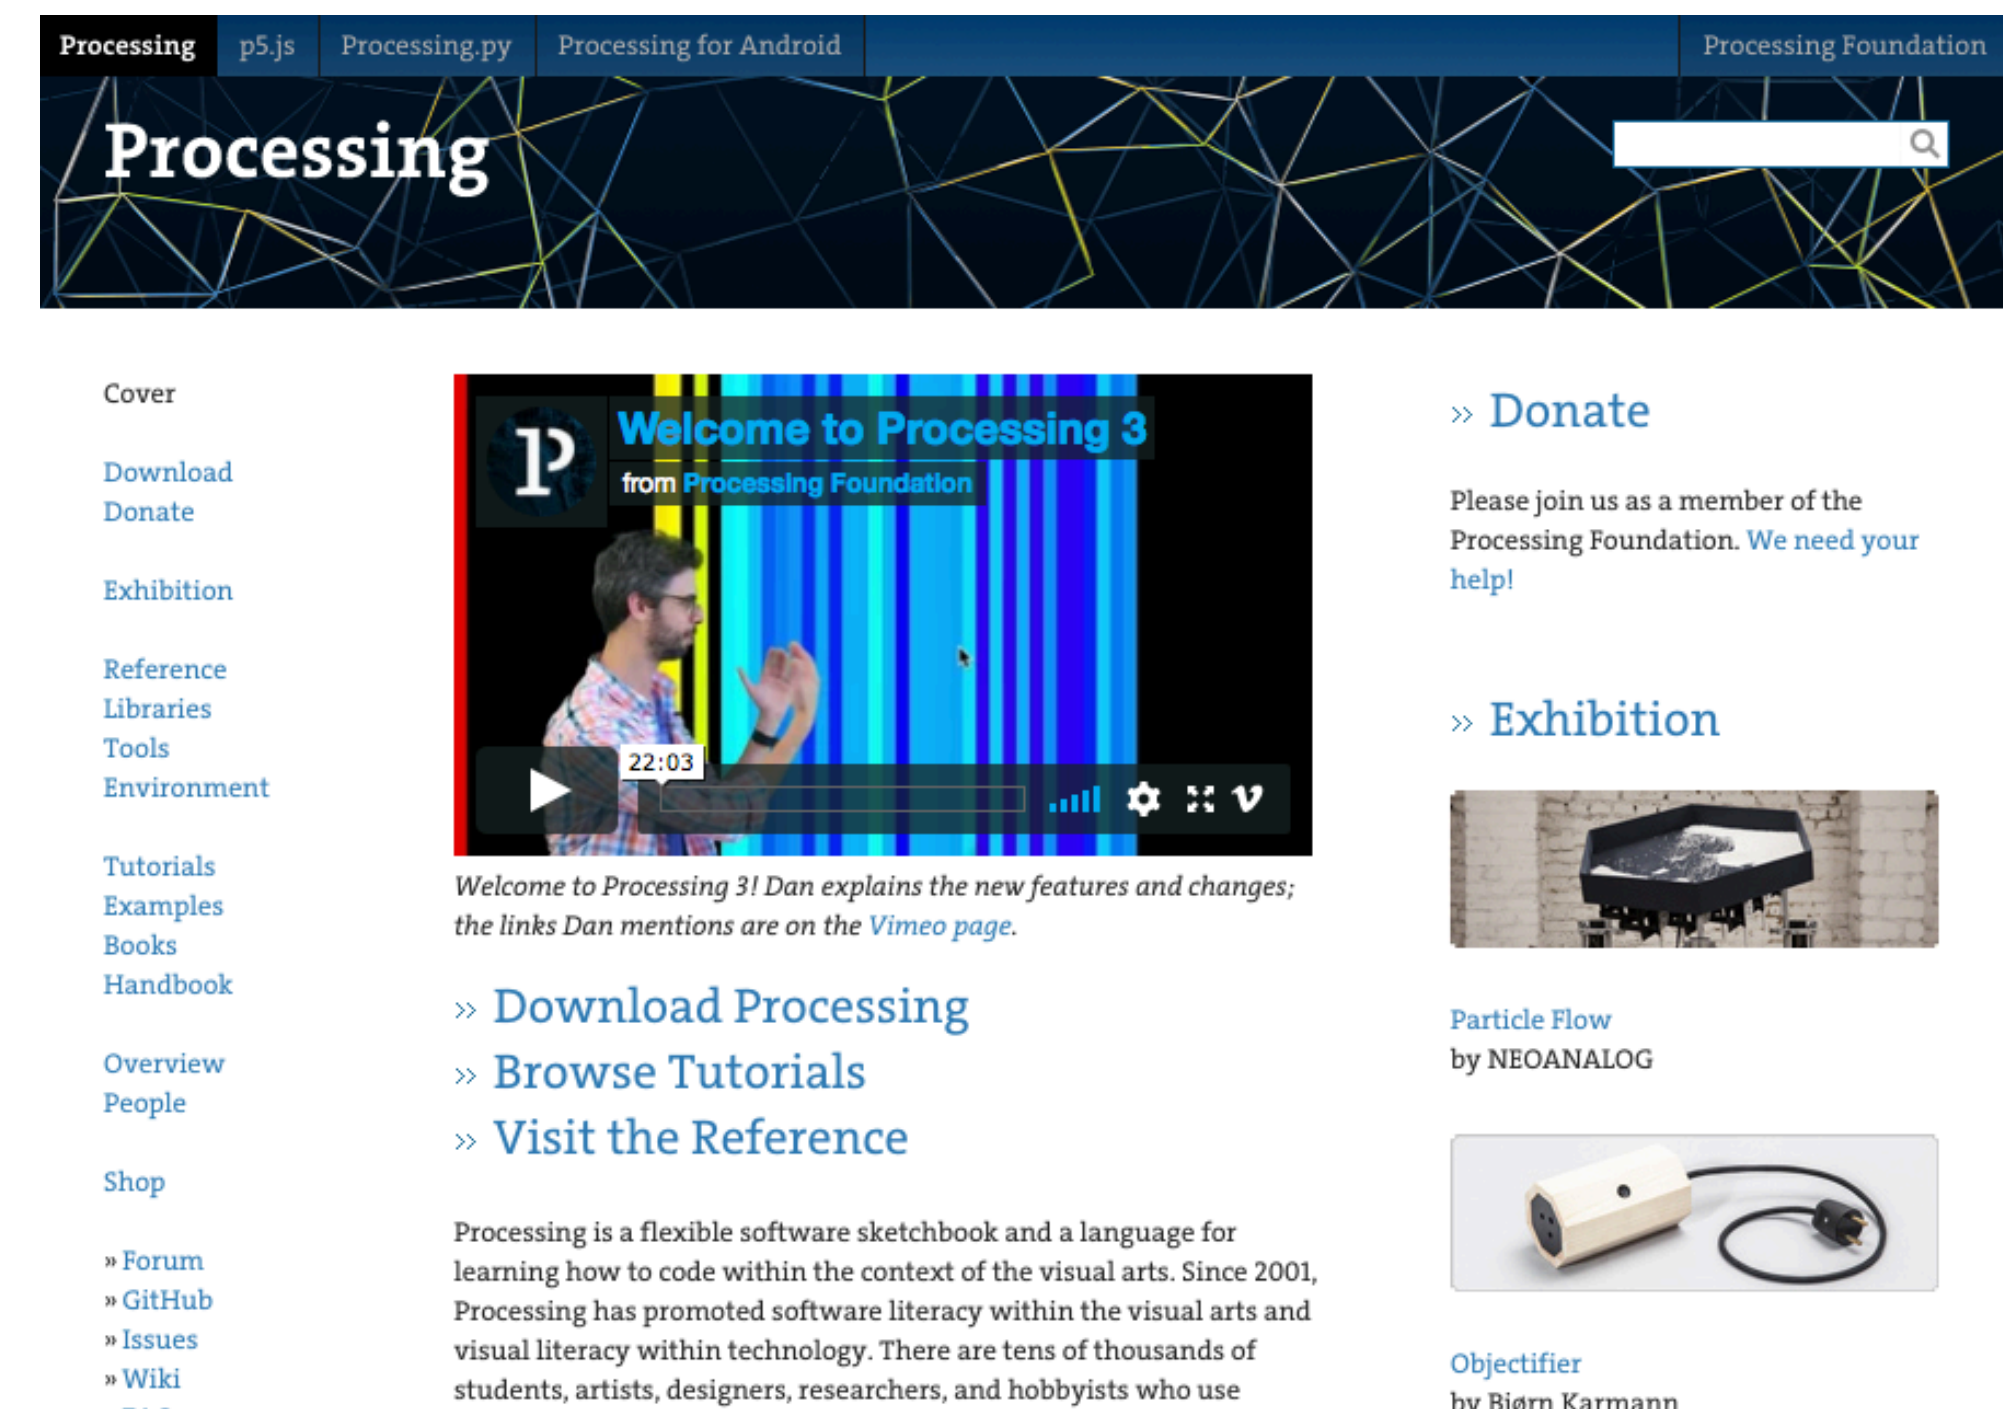 Processing
p5.js
Processing.py
Processing for Android
Processing Foundation
Processing
Cover
Download
Donate
Exhibition
Reference
Libraries
Tools
Environment
Tutorials
Examples
Books
Handbook
Overview
People
Shop
» Forum
» GitHub
» Issues
» Wiki
Welcome to Processing 3
from Processing Foundation
22:03
Welcome to Processing 3! Dan explains the new features and changes;
the links Dan mentions are on the Vimeo page.
» Download Processing
» Browse Tutorials
» Visit the Reference
Processing is a flexible software sketchbook and a language for
learning how to code within the context of the visual arts. Since 2001,
Processing has promoted software literacy within the visual arts and
visual literacy within technology. There are tens of thousands of
students, artists, designers, researchers, and hobbyists who use
» Donate
Please join us as a member of the
Processing Foundation. We need your
help!
» Exhibition
Particle Flow
by NEOANALOG
Objectifier
by Bjørn Karmann